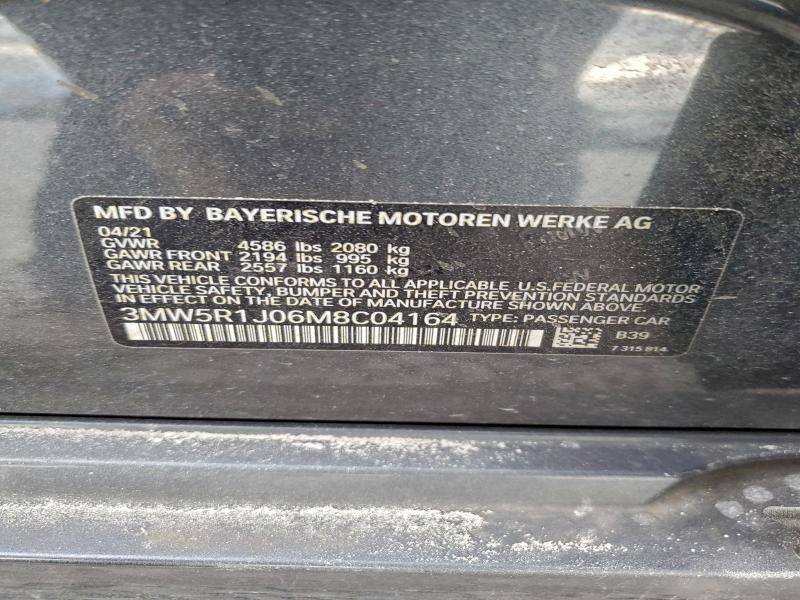 MFD BY BAYERISCHE MOTOREN WERKE AG
04/21
GVWR 4586 lbs 2080 kg
GAWR FRONT 2194 lbs 995 kg
GAWR REAR 2557 lbs 1160 kg
THIS VEHICLE CONFORMS TO ALL APPLICABLE U.S.FEDERAL MOTOR
VEHICLE SAFETY, BUMPER AND THEFT PREVENTION STANDARDS
IN EFFECT ON THE DATE OF MANUFACTURE SHOWN ABOVE.
3MW5R1J06M8C04164 TYPE: PASSENGER CAR
B39
7 315 814